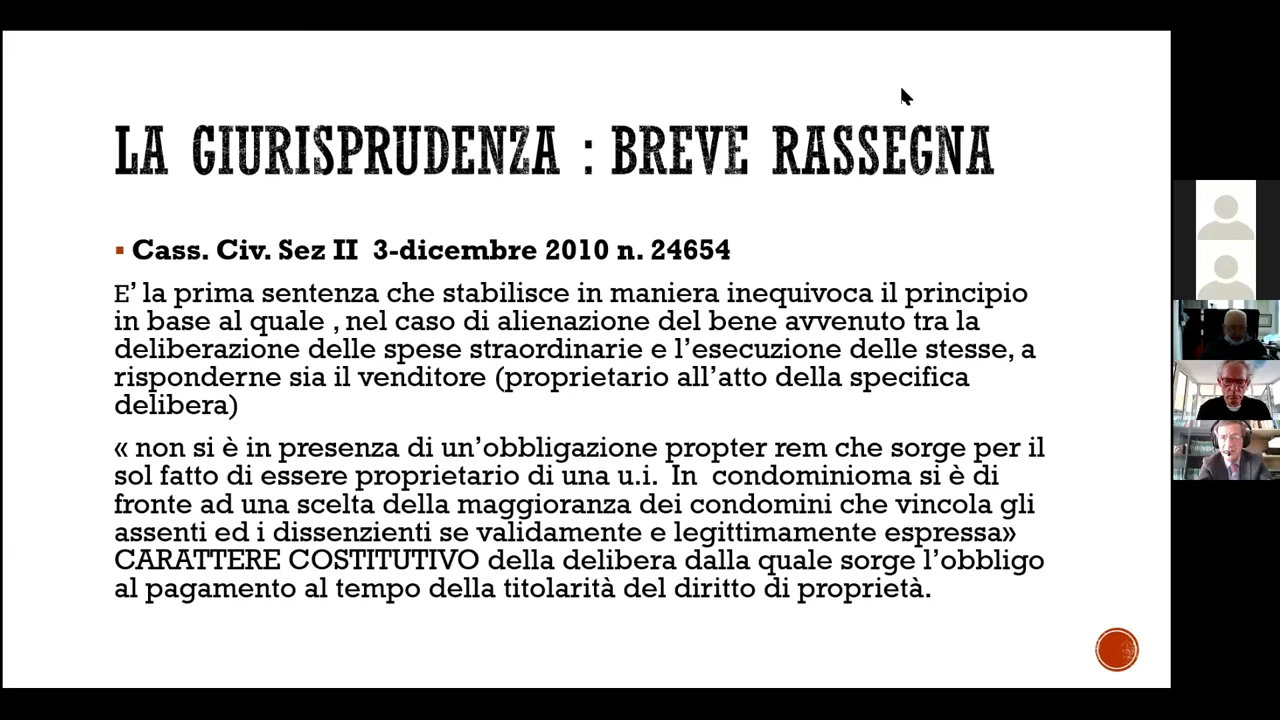 LA GIURISPRUDENZA : BREVE RASSEGNA
▪ Cass. Civ. Sez II 3-dicembre 2010 n. 24654
E’ la prima sentenza che stabilisce in maniera inequivoca il principio
in base al quale , nel caso di alienazione del bene avvenuto tra la
deliberazione delle spese straordinarie e l’esecuzione delle stesse, a
risponderne sia il venditore (proprietario all’atto della specifica
delibera)
« non si è in presenza di un’obbligazione propter rem che sorge per il
sol fatto di essere proprietario di una u.i. In condominioma si è di
fronte ad una scelta della maggioranza dei condomini che vincola gli
assenti ed i dissenzienti se validamente e legittimamente espressa»
CARATTERE COSTITUTIVO della delibera dalla quale sorge l’obbligo
al pagamento al tempo della titolarità del diritto di proprietà.